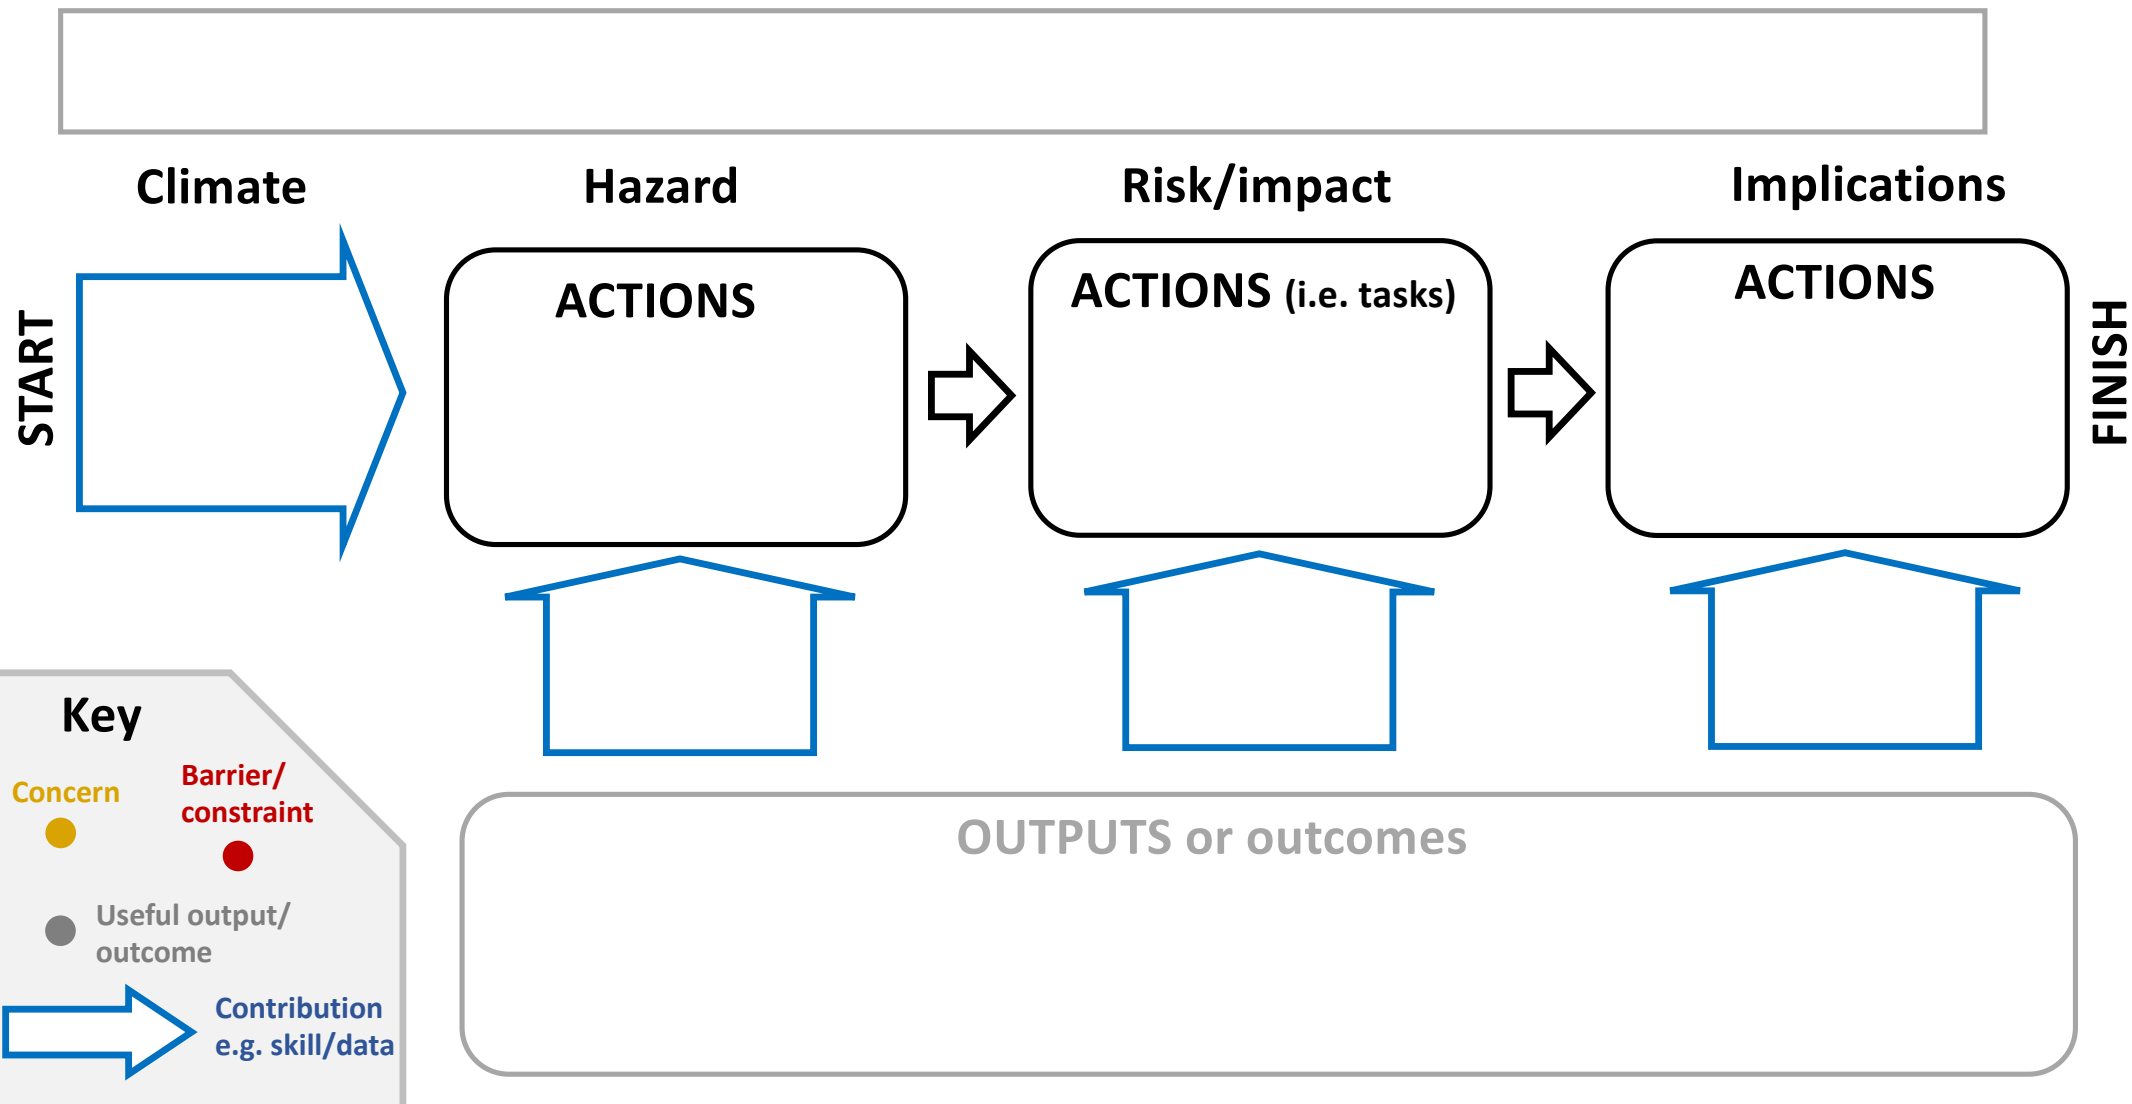 Climate
Hazard
Risk/impact
Implications
START
ACTIONS
ACTIONS (i.e. tasks)
ACTIONS
FINISH
Key
Concern
Barrier/
constraint
Useful output/
outcome
Contribution
e.g. skill/data
OUTPUTS or outcomes